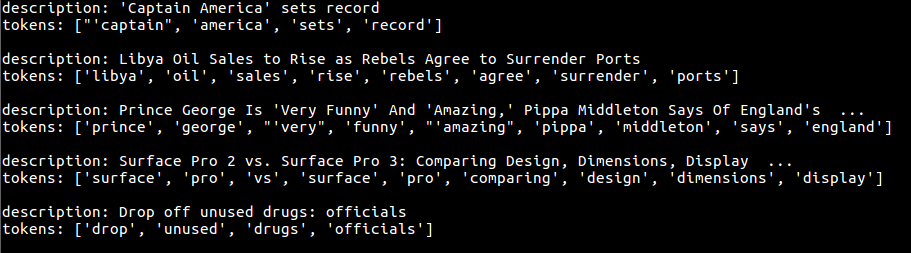 description: 'Captain America' sets record
tokens: ["'captain", 'america', 'sets', 'record']
description: Libya Oil Sales to Rise as Rebels Agree to Surrender Ports
tokens: ['libya', 'oil', 'sales', 'rise', 'rebels', 'agree', 'surrender', 'ports']
description: Prince George Is 'Very Funny' And 'Amazing,' Pippa Middleton Says Of England's  ...
tokens: ['prince', 'george', "'very", 'funny', "'amazing", 'pippa', 'middleton', 'says', 'england']
description: Surface Pro 2 vs. Surface Pro 3: Comparing Design, Dimensions, Display  ...
tokens: ['surface', 'pro', 'vs', 'surface', 'pro', 'comparing', 'design', 'dimensions', 'display']
description: Drop off unused drugs: officials
tokens: ['drop', 'unused', 'drugs', 'officials']